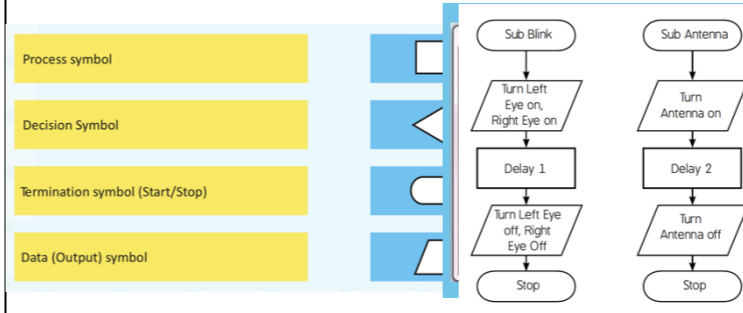 Process symbol
Decision Symbol
Termination symbol (Start/Stop)
Data (Output) symbol
Sub Blink
Turn Left
Eye on,
Right Eye on
Delay 1
Turn Left Eye
off, Right
Eye Off
Stop
Sub Antenna
Turn
Antenna on
Delay 2
Turn
Antenna off
Stop